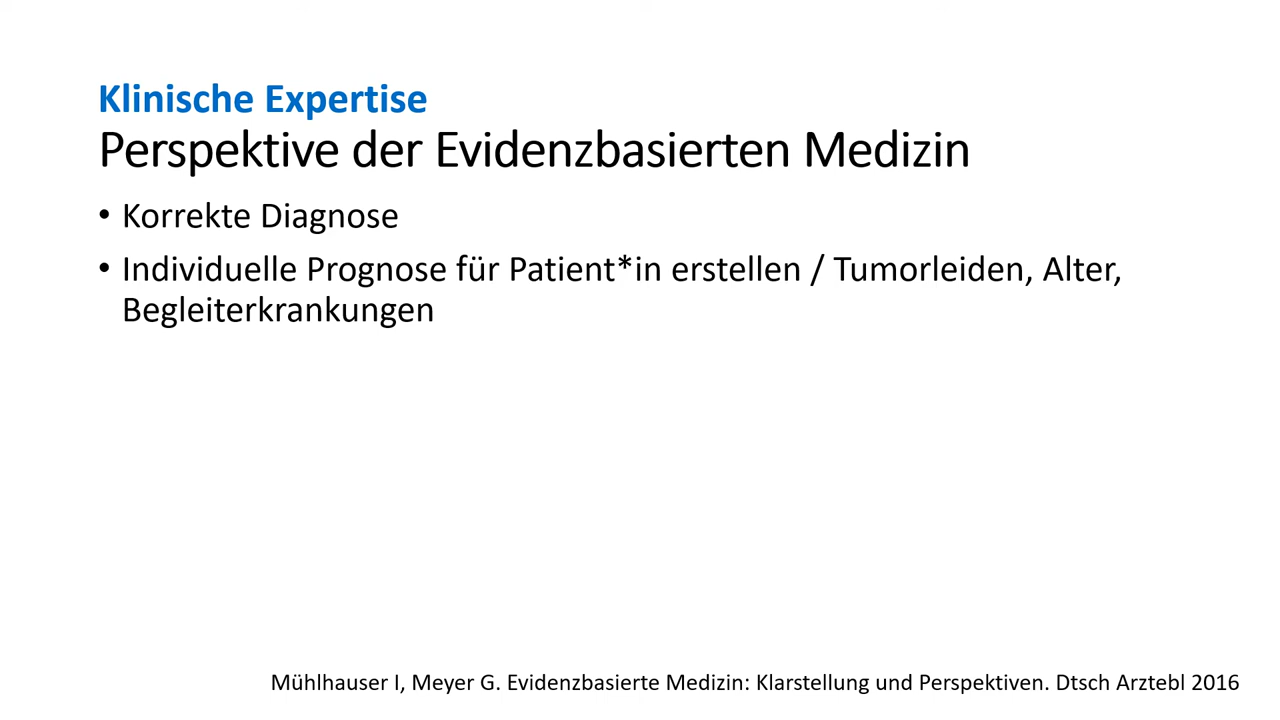 Klinische Expertise
Perspektive der Evidenzbasierten Medizin
• Korrekte Diagnose
• Individuelle Prognose für Patient*in erstellen / Tumorleiden, Alter,
Begleiterkrankungen
Mühlhauser I, Meyer G. Evidenzbasierte Medizin: Klarstellung und Perspektiven. Dtsch Arztebl 2016